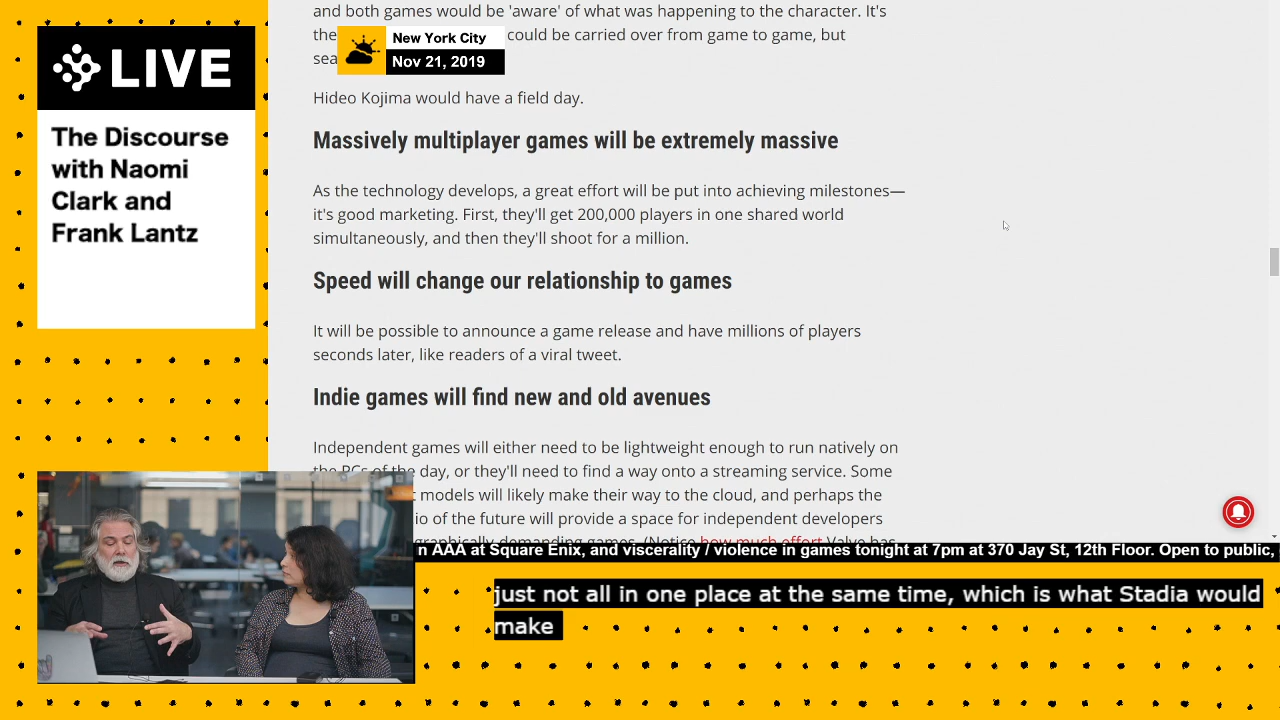 LIVE
The Discourse
with Naomi
Clark and
Frank Lantz
New York City
Nov 21, 2019
and both games would be 'aware' of what was happening to the character. It's
the could be carried over from game to game, but
sea
Hideo Kojima would have a field day.
Massively multiplayer games will be extremely massive
As the technology develops, a great effort will be put into achieving milestones—
it's good marketing. First, they'll get 200,000 players in one shared world
simultaneously, and then they'll shoot for a million.
Speed will change our relationship to games
It will be possible to announce a game release and have millions of players
seconds later, like readers of a viral tweet.
Indie games will find new and old avenues
Independent games will either need to be lightweight enough to run natively on
the PCs of the day, or they'll need to find a way onto a streaming service. Some
models will likely make their way to the cloud, and perhaps the
of the future will provide a space for independent developers
games. (Notice how much effort Valve has
n AAA at Square Enix, and viscerality / violence in games tonight at 7pm at 370 Jay St, 12th Floor. Open to public,
just not all in one place at the same time, which is what Stadia would
make